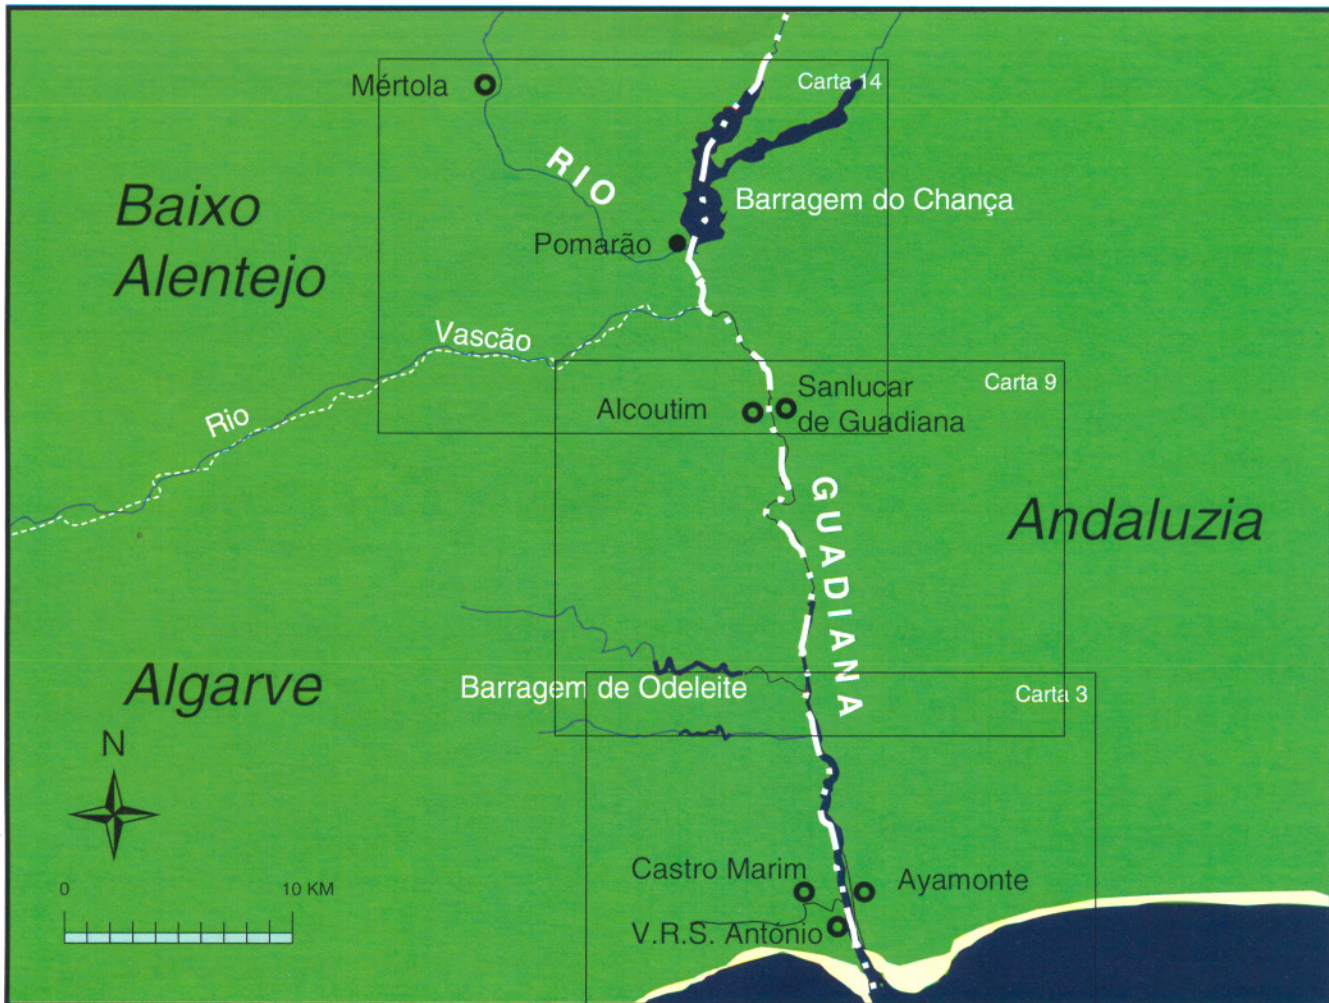 Carta 14
Mértola
RIO
Baixo
Alentejo
Barragem do Chança
Pomarão
Vascão
Rio
Carta 9
Sanlucar
de Guadiana
Alcoutim
GUADIANA
Andaluzia
Algarve
Barragem de Odeleite
Carta 3
N
0 10 KM
Castro Marim
Ayamonte
V.R.S. António